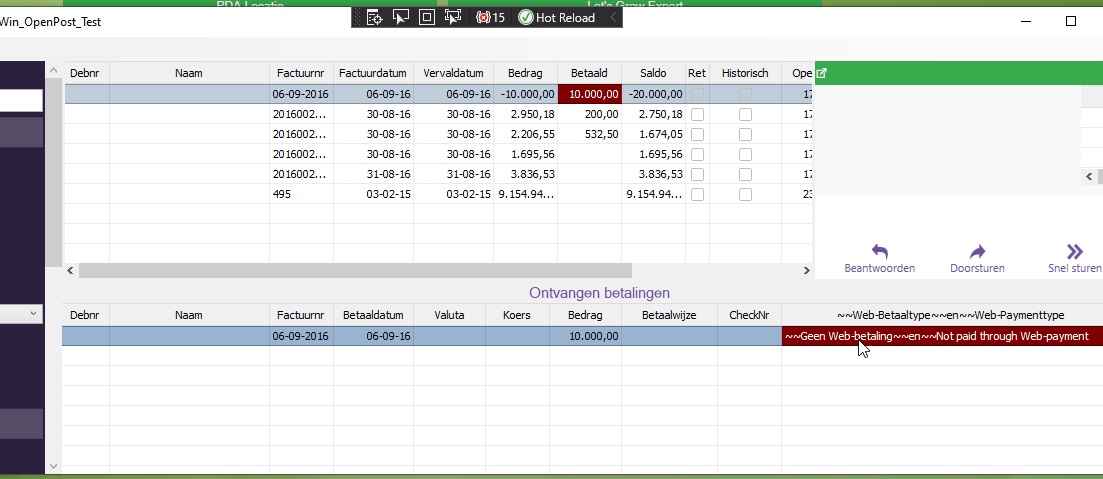 Win_OpenPost_Test
15 Hot Reload
Debnr Naam Factuurnr Factuurdatum Vervaldatum Bedrag Betaald Saldo Ret Historisch Ope
06-09-2016 06-09-16 06-09-16 -10.000,00 10.000,00 -20.000,00 17
2016002... 30-08-16 30-08-16 2.950,18 200,00 2.750,18 17
2016002... 30-08-16 30-08-16 2.206,55 532,50 1.674,05 17
2016002... 30-08-16 30-08-16 1.695,56 1.695,56 17
2016002... 31-08-16 31-08-16 3.836,53 3.836,53 17
495 03-02-15 03-02-15 9.154.94... 9.154.94... 23
Beantwoorden Doorsturen Snel sturen
Ontvangen betalingen
Debnr Naam Factuurnr Betaaldatum Valuta Koers Bedrag Betaalwijze CheckNr ~~Web-Betaaltype~~en~~Web-Paymenttype
06-09-2016 06-09-16 10.000,00 ~~Geen Web-betaling~~en~~Not paid through Web-payment